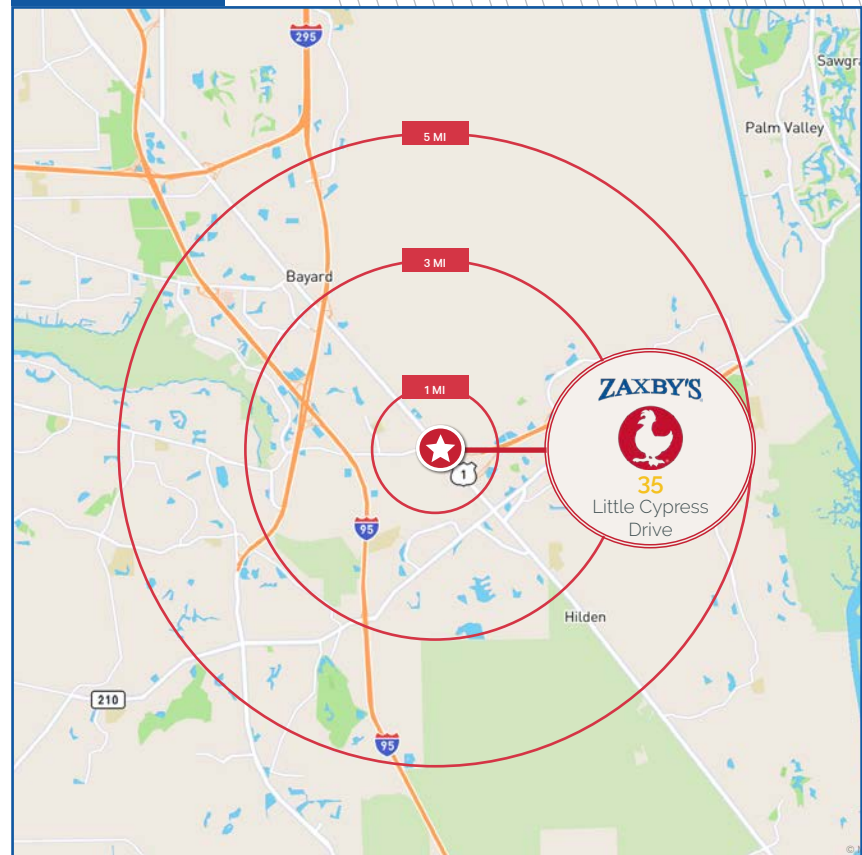 295
Sawgra
5 MI
Palm Valley
3 MI
Bayard
1 MI
ZAXBY'S
35
Little Cypress
Drive
1
95
Hilden
210
95
©